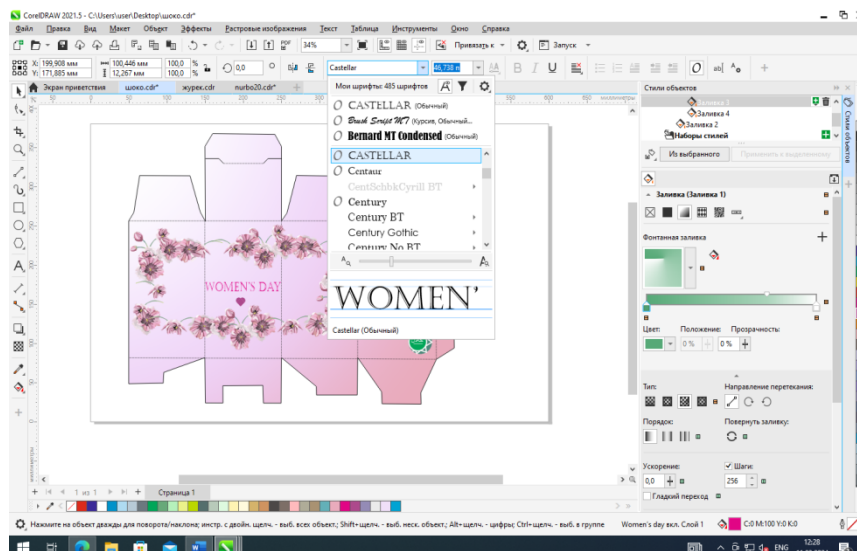 CorelDRAW 2021.5 - C:\Users\user\Desktop\шоко.cdr*
Файл Правка Вид Макет Объект Эффекты Растровые изображения Текст Таблица Инструменты Окно Справка
34% Привязать к Запуск
X: 199,908 мм 100,446 мм 100,0 % 0,0 ° Castellar 46,738 п
Y: 171,885 мм 12,267 мм 100,0 %
Экран приветствия шоко.cdr* журек.cdr nurbo20.cdr*
Мои шрифты: 485 шрифтов
CASTELLAR (Обычный)
Brush Script MT (Курсив, Обычный...
Bernard MT Condensed (Обычный)
CASTELLAR
Centaur
CentSchbkCyrill BT
Century
Century BT
Century Gothic
Century No BT
WOMEN'
Castellar (Обычный)
WOMEN'S DAY
Стили объектов
Заливка 3
Заливка 4
Заливка 2
Наборы стилей
Из выбранного Применить к выделенному
Заливка (Заливка 1)
Фонтанная заливка
Цвет: Положение: Прозрачность:
0 % 0 %
Тип: Направление перетекания:
Порядок: Повернуть заливку:
Ускорение: Шаги:
0,0 256
Гладкий переход
Стили объектов
1 из 1 Страница 1
Нажмите на объект дважды для поворота/наклона; инстр. с двойн. щелч. - выб. всех объект.; Shift+щелч. - выб. неск. объект.; Alt+щелч. - цифры; Ctrl+щелч. - выб. в группе Women's day вкл. Слой 1 C:0 M:100 Y:0 K:0
ENG 12:28